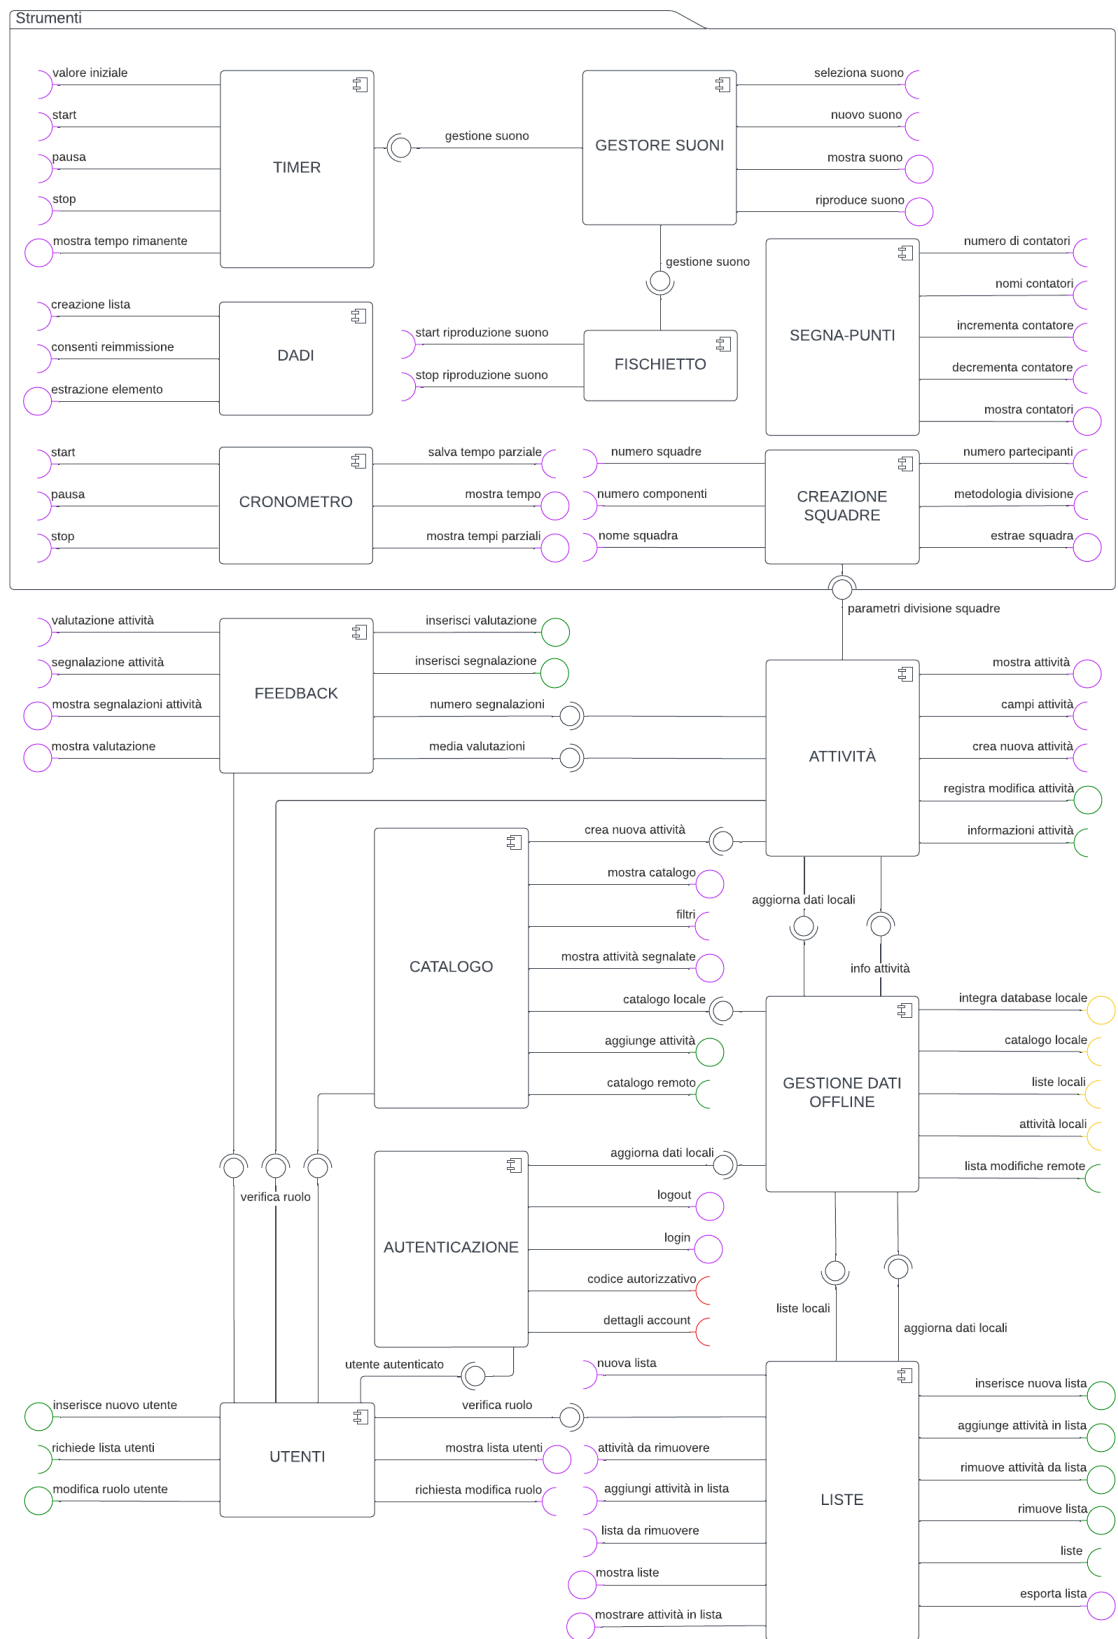 Strumenti
valore iniziale
start
pausa
stop
mostra tempo rimanente
TIMER
gestione suono
GESTORE SUONI
seleziona suono
nuovo suono
mostra suono
riproduce suono
gestione suono
creazione lista
consenti reimmissione
estrazione elemento
DADI
start riproduzione suono
stop riproduzione suono
FISCHIETTO
SEGNA-PUNTI
numero di contatori
nomi contatori
incrementa contatore
decrementa contatore
mostra contatori
start
pausa
stop
CRONOMETRO
salva tempo parziale
mostra tempo
mostra tempi parziali
numero squadre
numero componenti
nome squadra
CREAZIONE
SQUADRE
numero partecipanti
metodologia divisione
estrae squadra
parametri divisione squadre
valutazione attività
segnalazione attività
mostra segnalazioni attività
mostra valutazione
FEEDBACK
inserisci valutazione
inserisci segnalazione
numero segnalazioni
media valutazioni
ATTIVITÀ
mostra attività
campi attività
crea nuova attività
registra modifica attività
informazioni attività
CATALOGO
crea nuova attività
mostra catalogo
filtri
mostra attività segnalate
catalogo locale
aggiunge attività
catalogo remoto
aggiorna dati locali
info attività
GESTIONE DATI
OFFLINE
integra database locale
catalogo locale
liste locali
attività locali
lista modifiche remote
verifica ruolo
AUTENTICAZIONE
aggiorna dati locali
logout
login
codice autorizzativo
dettagli account
utente autenticato
liste locali
aggiorna dati locali
inserisce nuovo utente
richiede lista utenti
modifica ruolo utente
UTENTI
verifica ruolo
mostra lista utenti
richiesta modifica ruolo
nuova lista
attività da rimuovere
aggiungi attività in lista
lista da rimuovere
mostra liste
mostrare attività in lista
LISTE
inserisce nuova lista
aggiunge attività in lista
rimuove attività da lista
rimuove lista
liste
esporta lista